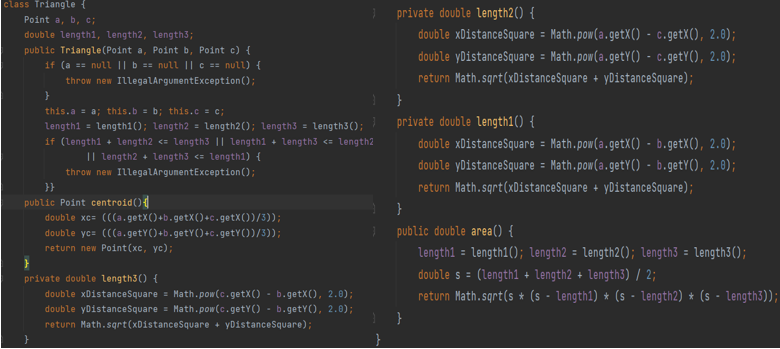 class Triangle {
Point a, b, c;
double length1, length2, length3;
public Triangle(Point a, Point b, Point c) {
if (a == null || b == null || c == null) {
throw new IllegalArgumentException();
}
this.a = a; this.b = b; this.c = c;
length1 = length1(); length2 = length2(); length3 = length3();
if (length1 + length2 <= length3 || length1 + length3 <= length2
|| length2 + length3 <= length1) {
throw new IllegalArgumentException();
}}
public Point centroid(){
double xc= (((a.getX()+b.getX()+c.getX())/3));
double yc= (((a.getY()+b.getY()+c.getY())/3));
return new Point(xc, yc);
}
private double length3() {
double xDistanceSquare = Math.pow(c.getX() - b.getX(), 2.0);
double yDistanceSquare = Math.pow(c.getY() - b.getY(), 2.0);
return Math.sqrt(xDistanceSquare + yDistanceSquare);
}
private double length2() {
double xDistanceSquare = Math.pow(a.getX() - c.getX(), 2.0);
double yDistanceSquare = Math.pow(a.getY() - c.getY(), 2.0);
return Math.sqrt(xDistanceSquare + yDistanceSquare);
}
private double length1() {
double xDistanceSquare = Math.pow(a.getX() - b.getX(), 2.0);
double yDistanceSquare = Math.pow(a.getY() - b.getY(), 2.0);
return Math.sqrt(xDistanceSquare + yDistanceSquare);
}
public double area() {
length1 = length1(); length2 = length2(); length3 = length3();
double s = (length1 + length2 + length3) / 2;
return Math.sqrt(s * (s - length1) * (s - length2) * (s - length3));
}
}